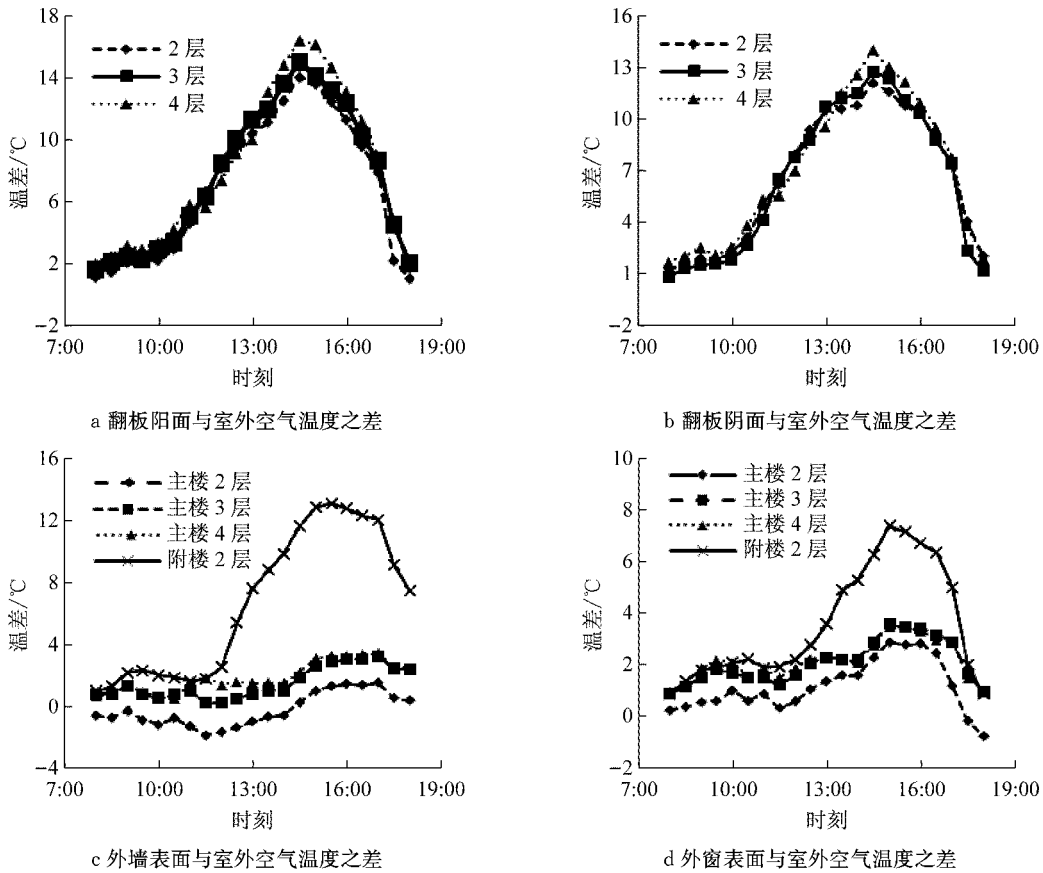 18
14
10
6
2
−2
温差/℃
2 层
3 层
4 层
7:00 10:00 13:00 16:00 19:00
时刻
a 翻板阳面与室外空气温度之差
16
13
10
7
4
1
−2
温差/℃
2 层
3 层
4 层
7:00 10:00 13:00 16:00 19:00
时刻
b 翻板阴面与室外空气温度之差
16
12
8
4
0
−4
温差/℃
主楼 2 层
主楼 3 层
主楼 4 层
附楼 2 层
7:00 10:00 13:00 16:00 19:00
时刻
c 外墙表面与室外空气温度之差
10
8
6
4
2
0
−2
温差/℃
主楼 2 层
主楼 3 层
主楼 4 层
附楼 2 层
7:00 10:00 13:00 16:00 19:00
时刻
d 外窗表面与室外空气温度之差